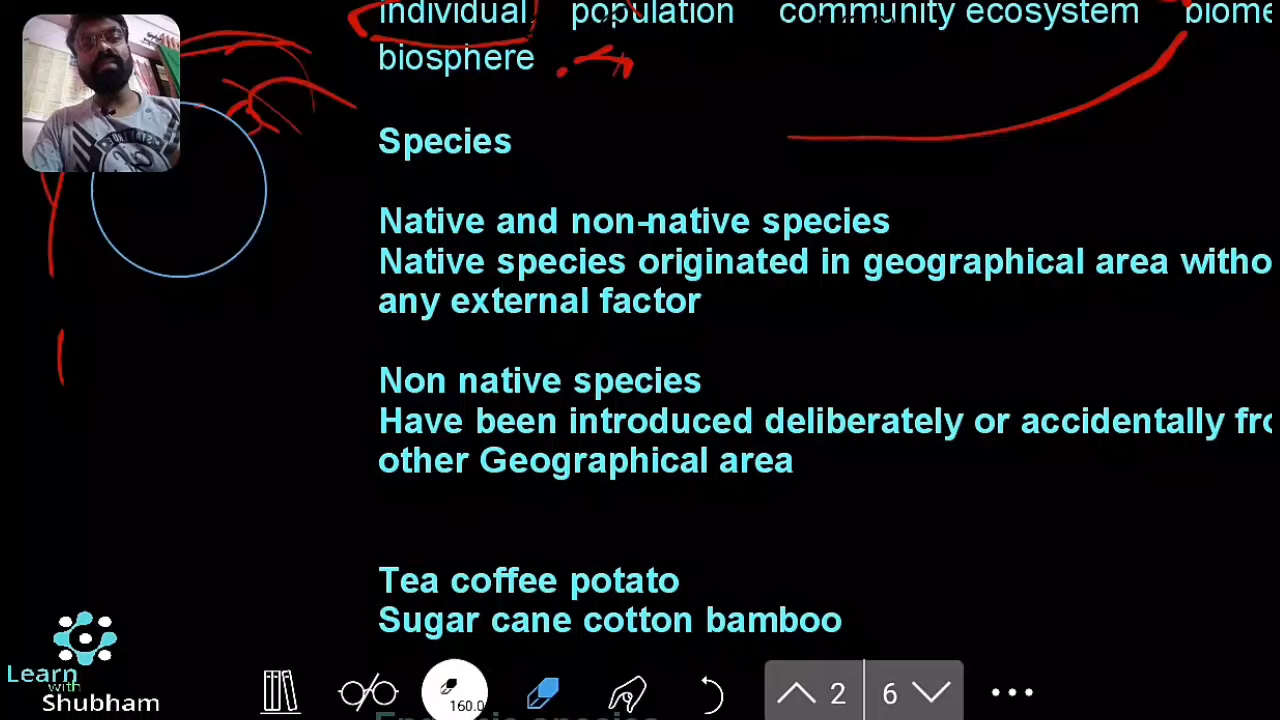 individual population community ecosystem biome
biosphere
Species
Native and non-native species
Native species originated in geographical area witho
any external factor
Non native species
Have been introduced deliberately or accidentally fro
other Geographical area
Tea coffee potato
Sugar cane cotton bamboo
Learn
with
Shubham
160.0
2 6